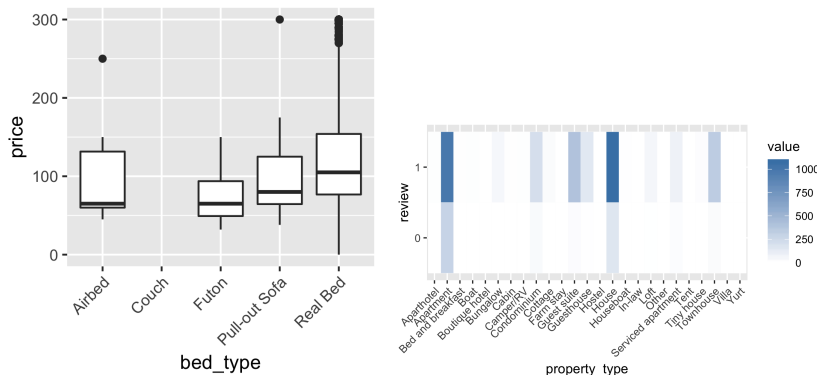 300
200
100
0
price
Airbed
Couch
Futon
Pull-out Sofa
Real Bed
bed_type
review
1
0
Aparthotel
Apartment
Bed and breakfast
Boat
Boutique hotel
Bungalow
Cabin
Camper/RV
Condominium
Cottage
Farm stay
Guest suite
Guesthouse
Hostel
House
Houseboat
In-law
Loft
Other
Serviced apartment
Tent
Tiny house
Townhouse
Villa
Yurt
property_type
value
1000
750
500
250
0